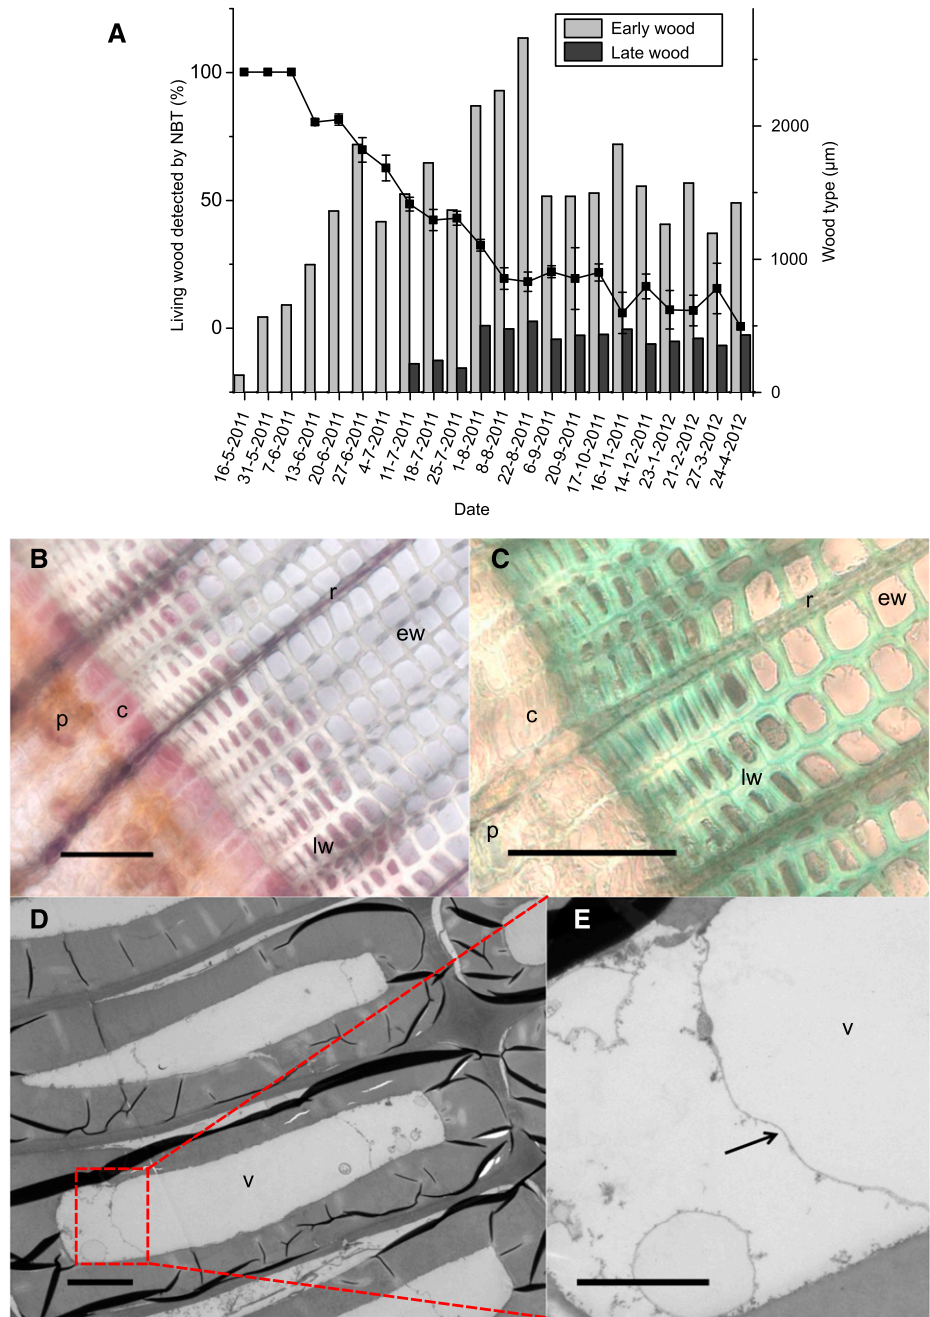 A
Early wood
Late wood
Living wood detected by NBT (%)
100
50
0
Wood type (µm)
2000
1000
0
16-5-2011
31-5-2011
7-6-2011
13-6-2011
20-6-2011
27-6-2011
4-7-2011
11-7-2011
18-7-2011
25-7-2011
1-8-2011
8-8-2011
22-8-2011
6-9-2011
20-9-2011
17-10-2011
16-11-2011
14-12-2011
23-1-2012
21-2-2012
27-3-2012
24-4-2012
Date
B
r
ew
p
c
lw
C
r
ew
c
lw
p
D
v
E
v